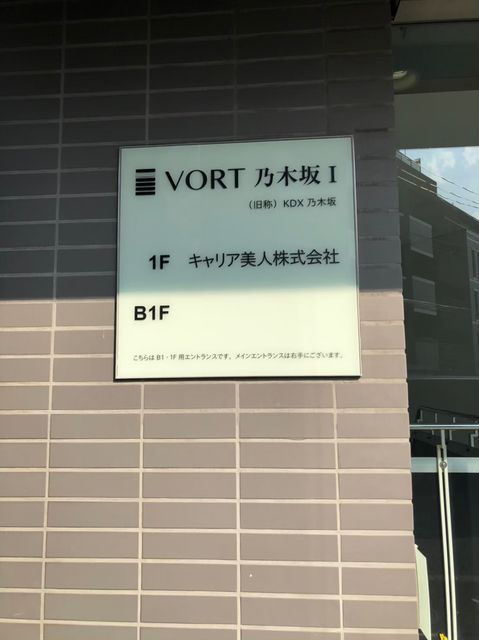 VORT 乃木坂 I
（旧称）KDX 乃木坂
1F キャリア美人株式会社
B1F
こちらは B1・1F 用エントランスです。メインエントランスは右手にございます。